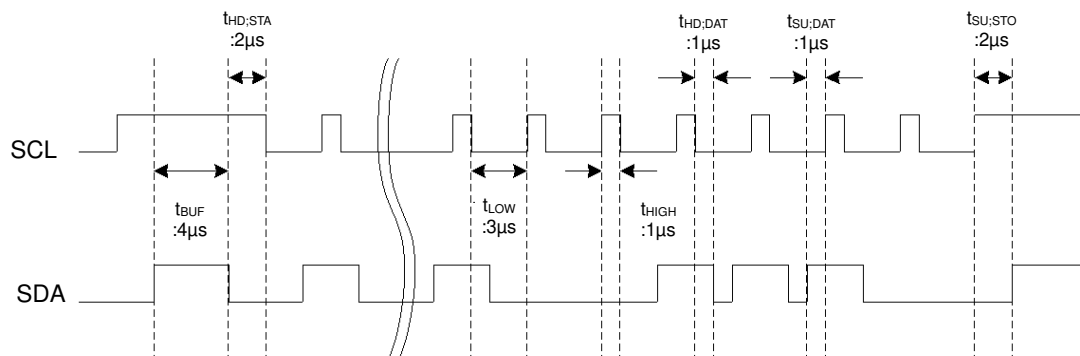 tHD;STA
:2μs
tHD;DAT
:1μs
tSU;DAT
:1μs
tSU;STO
:2μs
SCL
tBUF
:4μs
tLOW
:3μs
tHIGH
:1μs
SDA